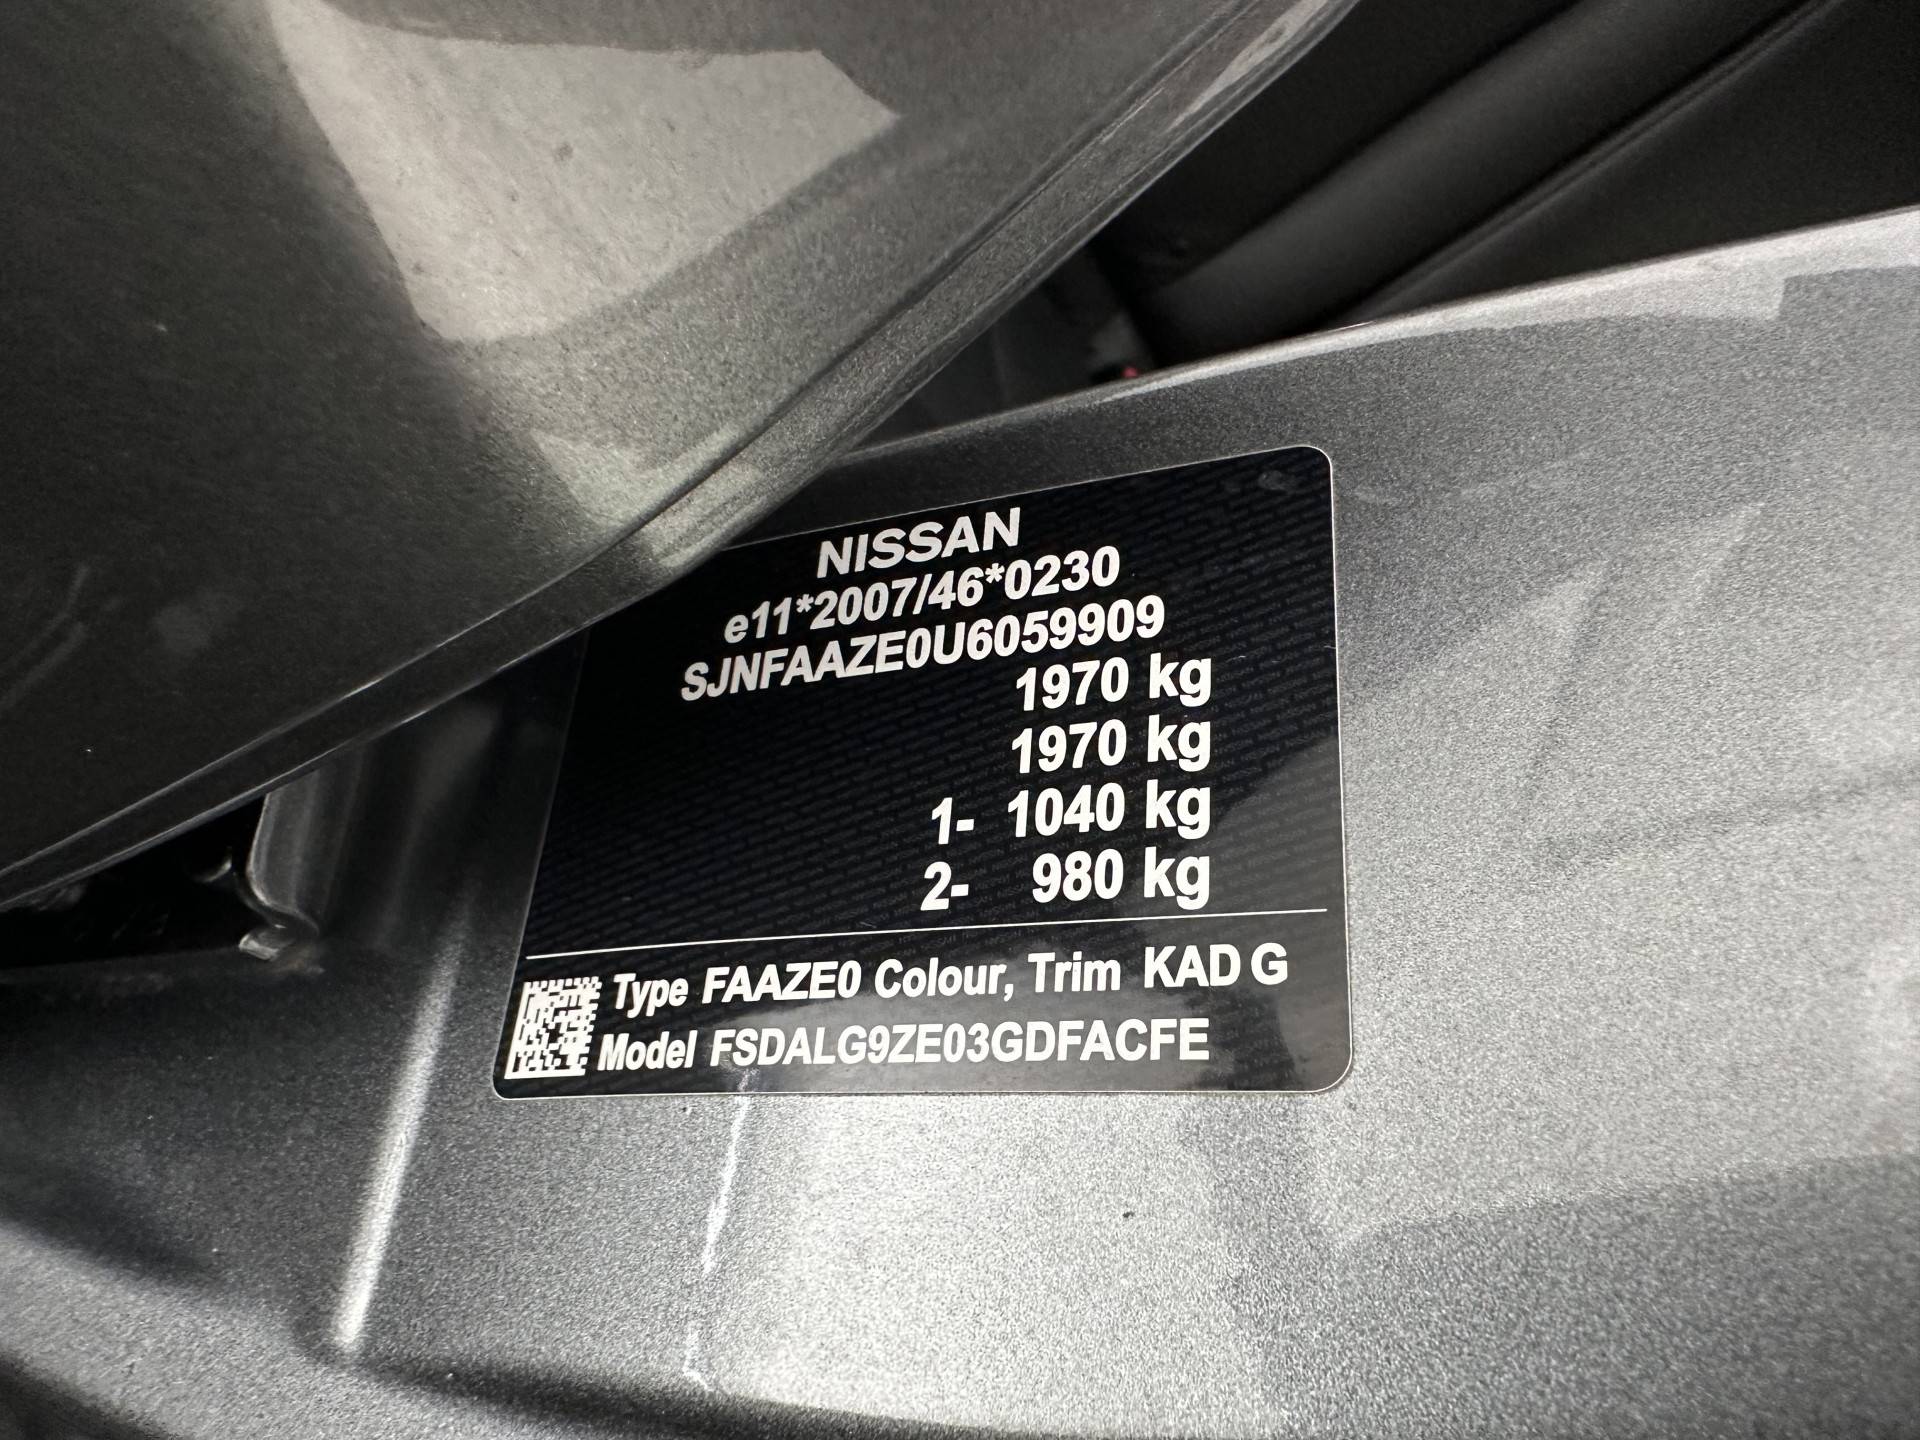 NISSAN
e11*2007/46*0230
SJNFAAZE0U6059909
1970 kg
1970 kg
1- 1040 kg
2- 980 kg
Type FAAZE0 Colour, Trim KAD G
Model FSDALG9ZE03GDFACFE